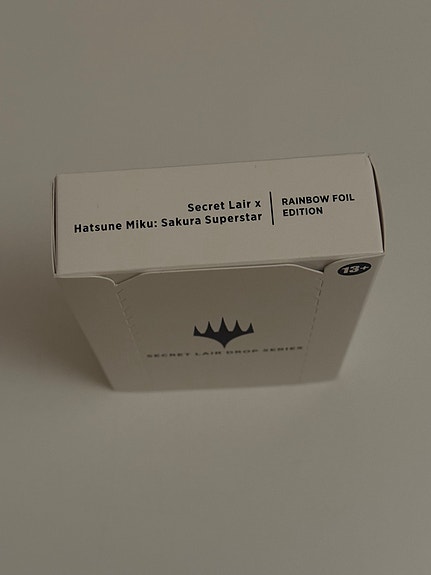 Secret Lair x
Hatsune Miku: Sakura Superstar
RAINBOW FOIL
EDITION
13+
SECRET LAIR DROP SERIES